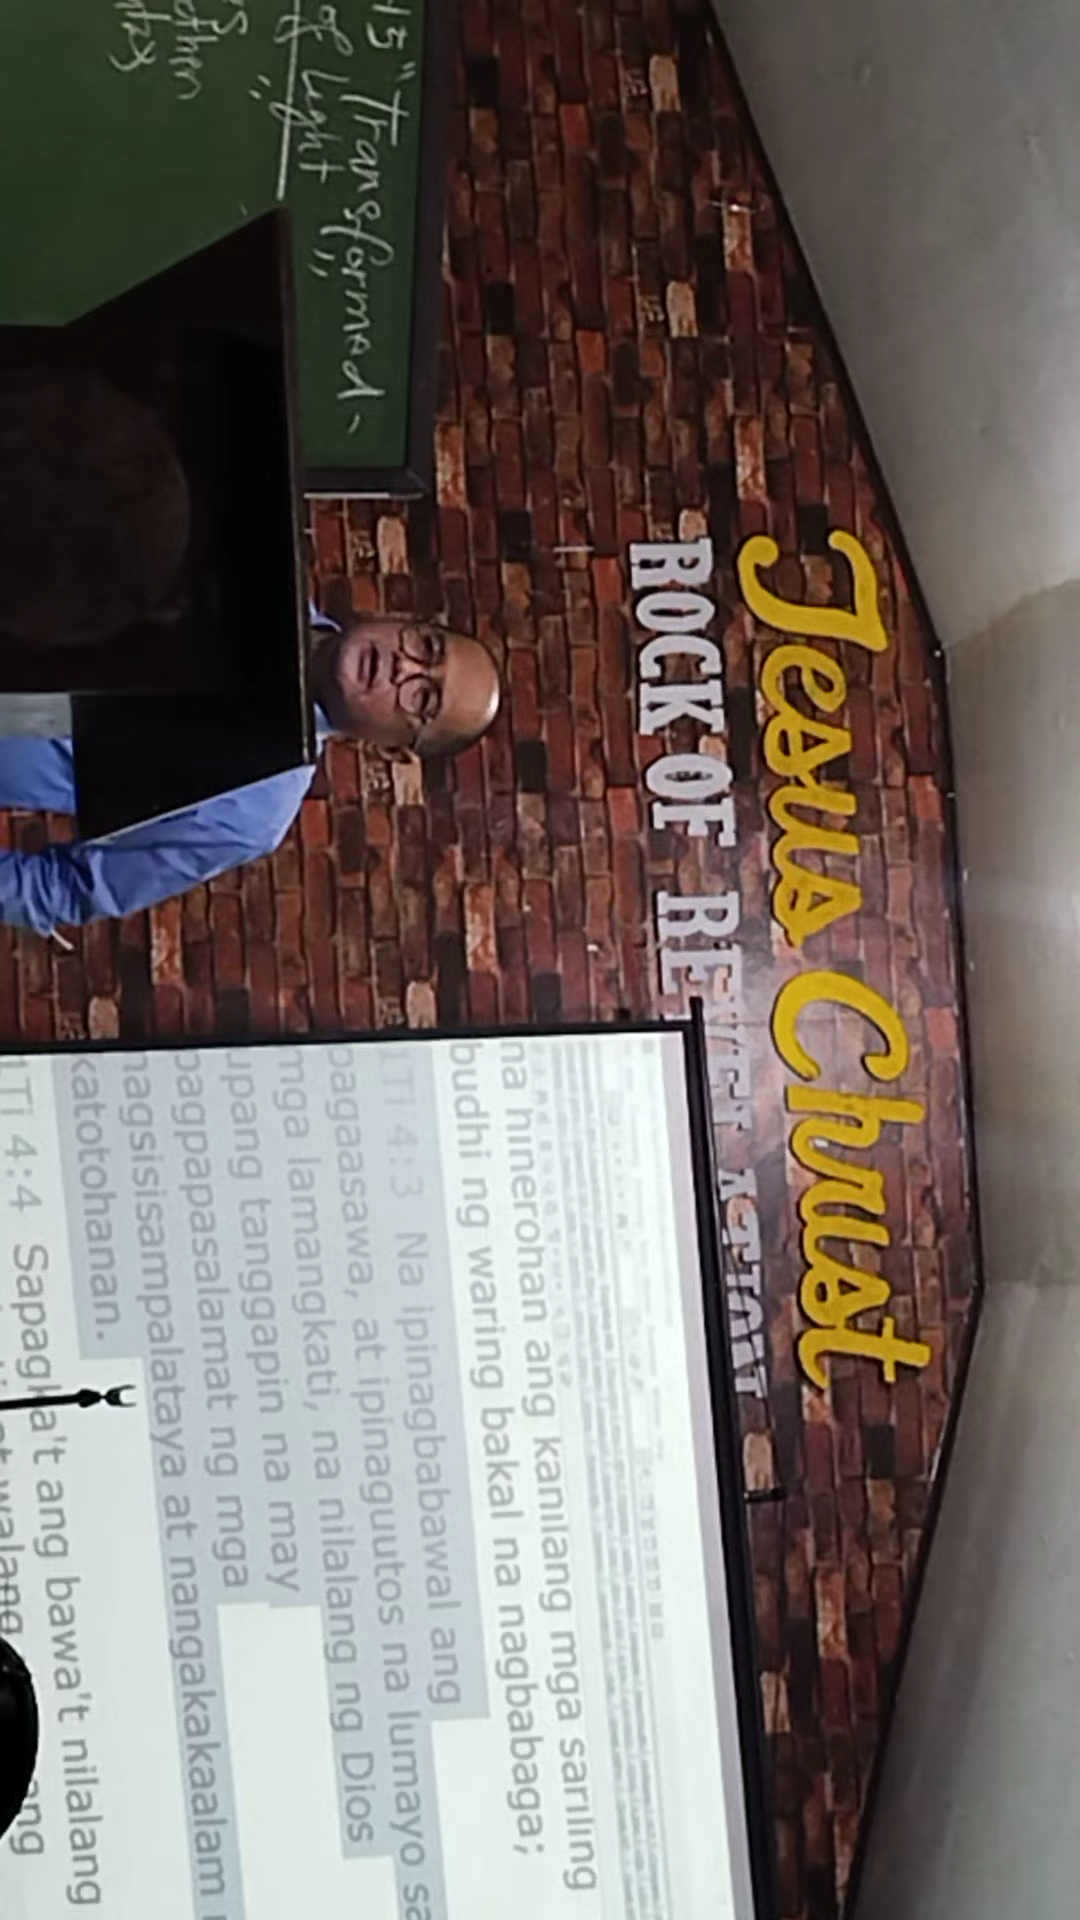 Jesus Christ
ROCK OF REVELATION
15 "Transformed-
of Light"
na hinerohan ang kanilang mga sariling
budhi ng waring bakal na nagbabaga;
1Ti 4:3 Na ipinagbabawal ang
pagaasawa, at ipinaguutos na lumayo sa
mga lamangkati, na nilalang ng Dios
upang tanggapin na may
pagpapasalamat ng mga
nagsisisampalataya at nangakakaalam
katotohanan.
1Ti 4:4 Sapagka't ang bawa't nilalang